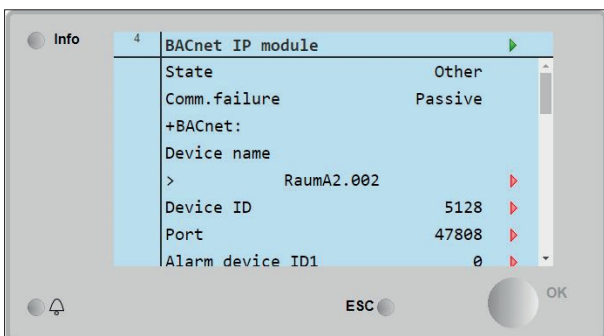 Info
4 BACnet IP module
State Other
Comm.failure Passive
+BACnet:
Device name
> RaumA2.002
Device ID 5128
Port 47808
Alarm device ID1 0
ESC
OK